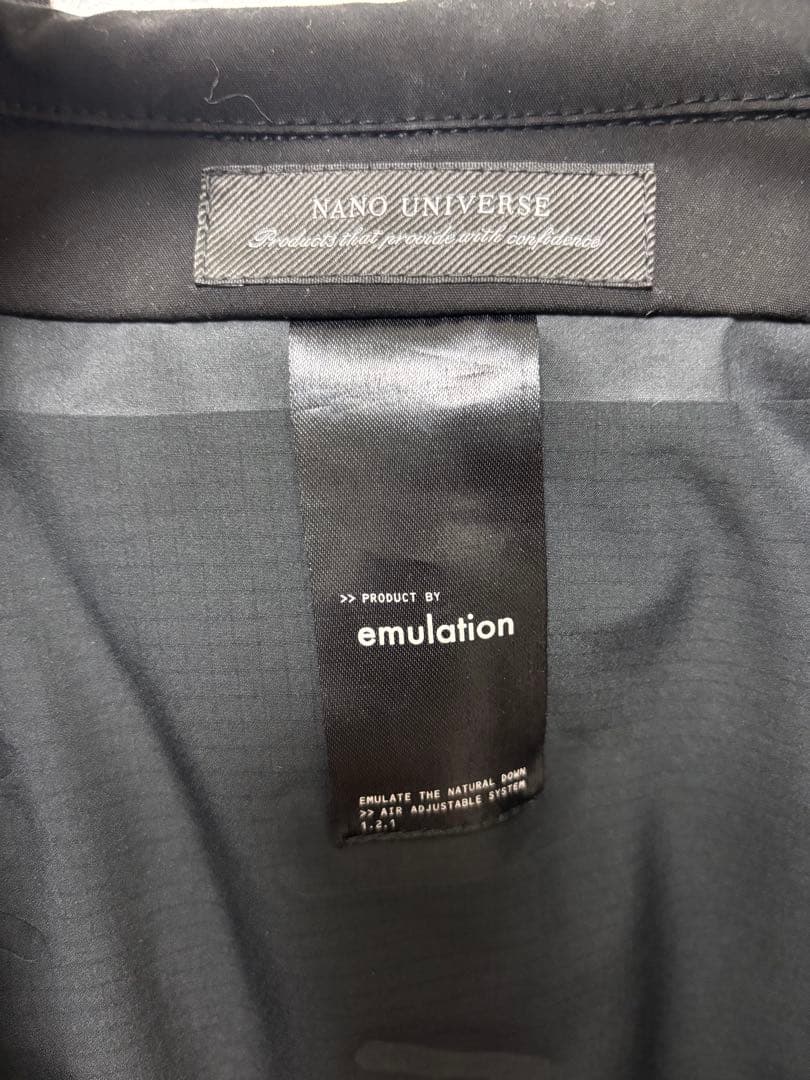 NANO UNIVERSE
Products that provide with confidence
>> PRODUCT BY
emulation
EMULATE THE NATURAL DOWN
>> AIR ADJUSTABLE SYSTEM
1.2.1